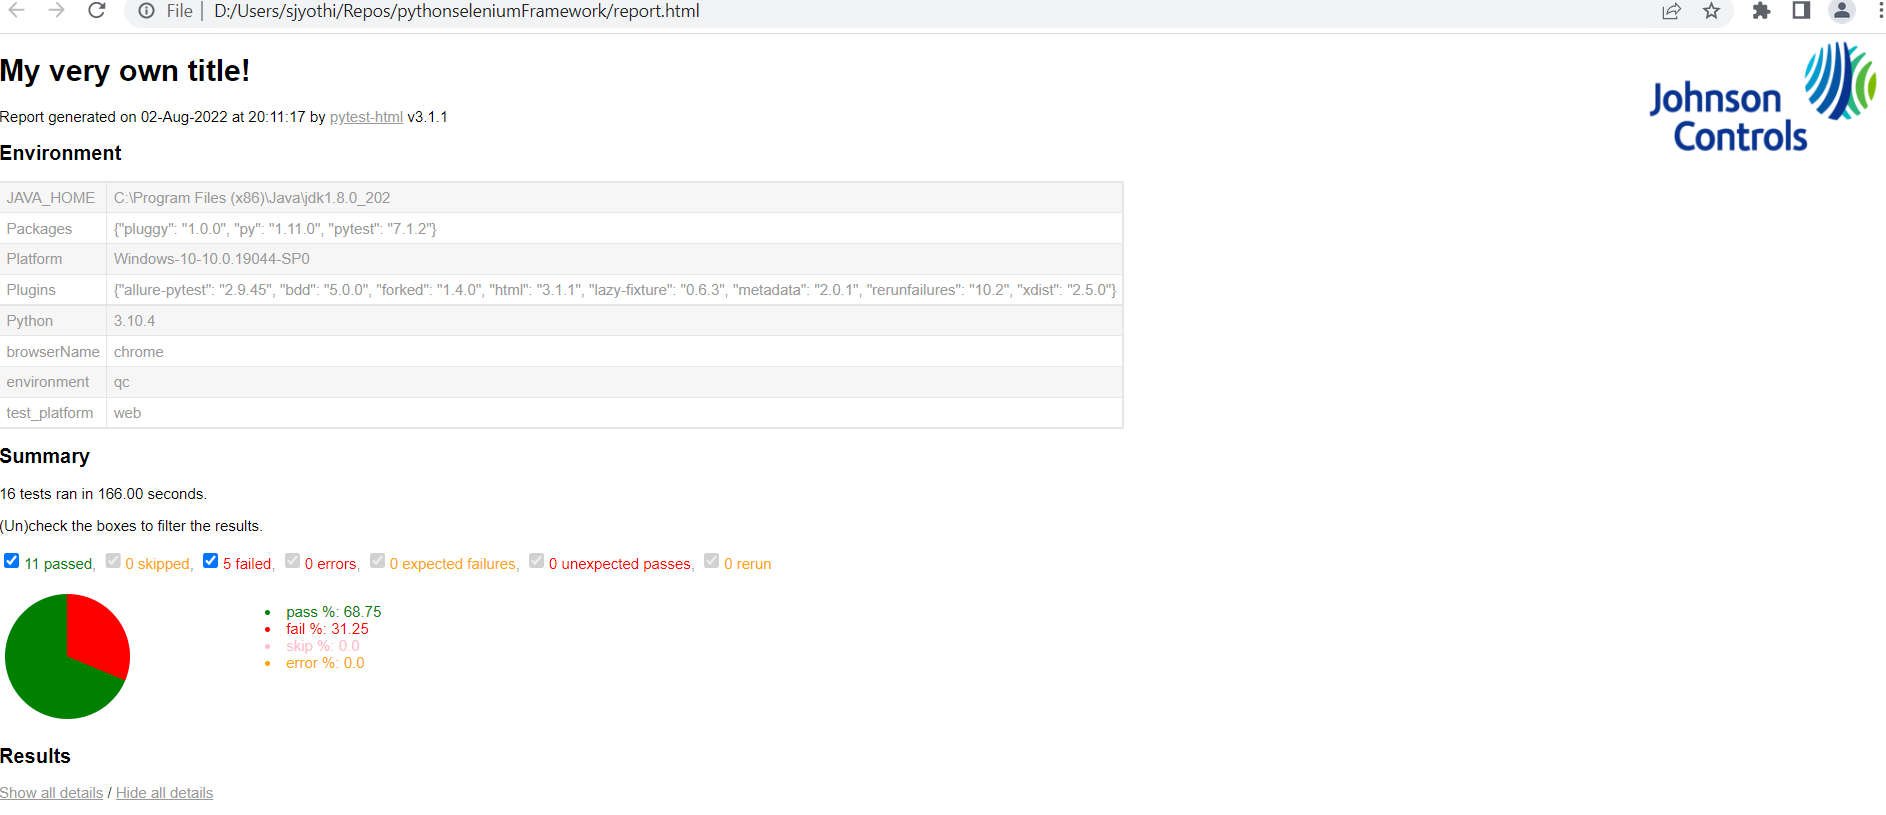 File | D:/Users/sjyothi/Repos/pythonseleniumFramework/report.html
My very own title!
Johnson
Controls
Report generated on 02-Aug-2022 at 20:11:17 by pytest-html v3.1.1
Environment
JAVA_HOME C:\Program Files (x86)\Java\jdk1.8.0_202
Packages {"pluggy": "1.0.0", "py": "1.11.0", "pytest": "7.1.2"}
Platform Windows-10-10.0.19044-SP0
Plugins {"allure-pytest": "2.9.45", "bdd": "5.0.0", "forked": "1.4.0", "html": "3.1.1", "lazy-fixture": "0.6.3", "metadata": "2.0.1", "rerunfailures": "10.2", "xdist": "2.5.0"}
Python 3.10.4
browserName chrome
environment qc
test_platform web
Summary
16 tests ran in 166.00 seconds.
(Un)check the boxes to filter the results.
11 passed, 0 skipped, 5 failed, 0 errors, 0 expected failures, 0 unexpected passes, 0 rerun
pass %: 68.75
fail %: 31.25
skip %: 0.0
error %: 0.0
Results
Show all details / Hide all details